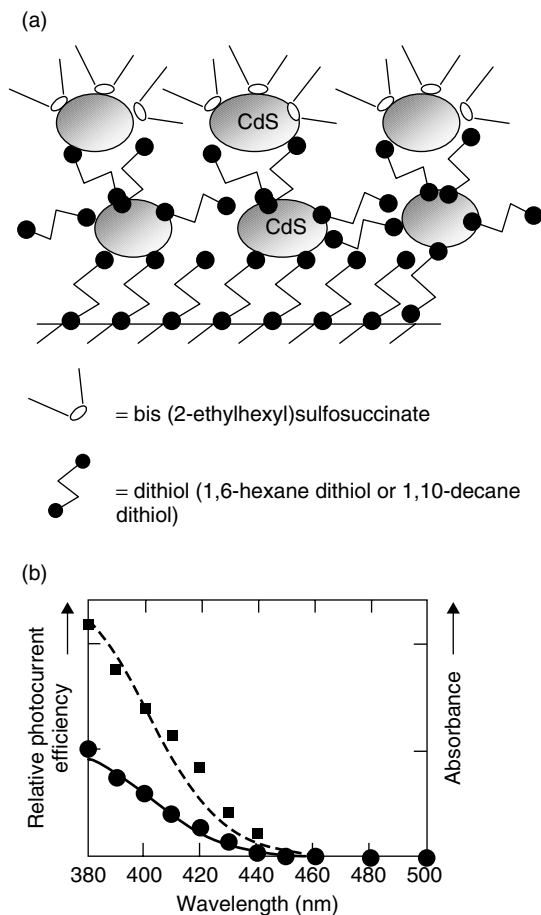 (a)
CdS
CdS
= bis (2-ethylhexyl)sulfosuccinate
= dithiol (1,6-hexane dithiol or 1,10-decane
dithiol)
(b)
Relative photocurrent
efficiency
Absorbance
380 400 420 440 460 480 500
Wavelength (nm)